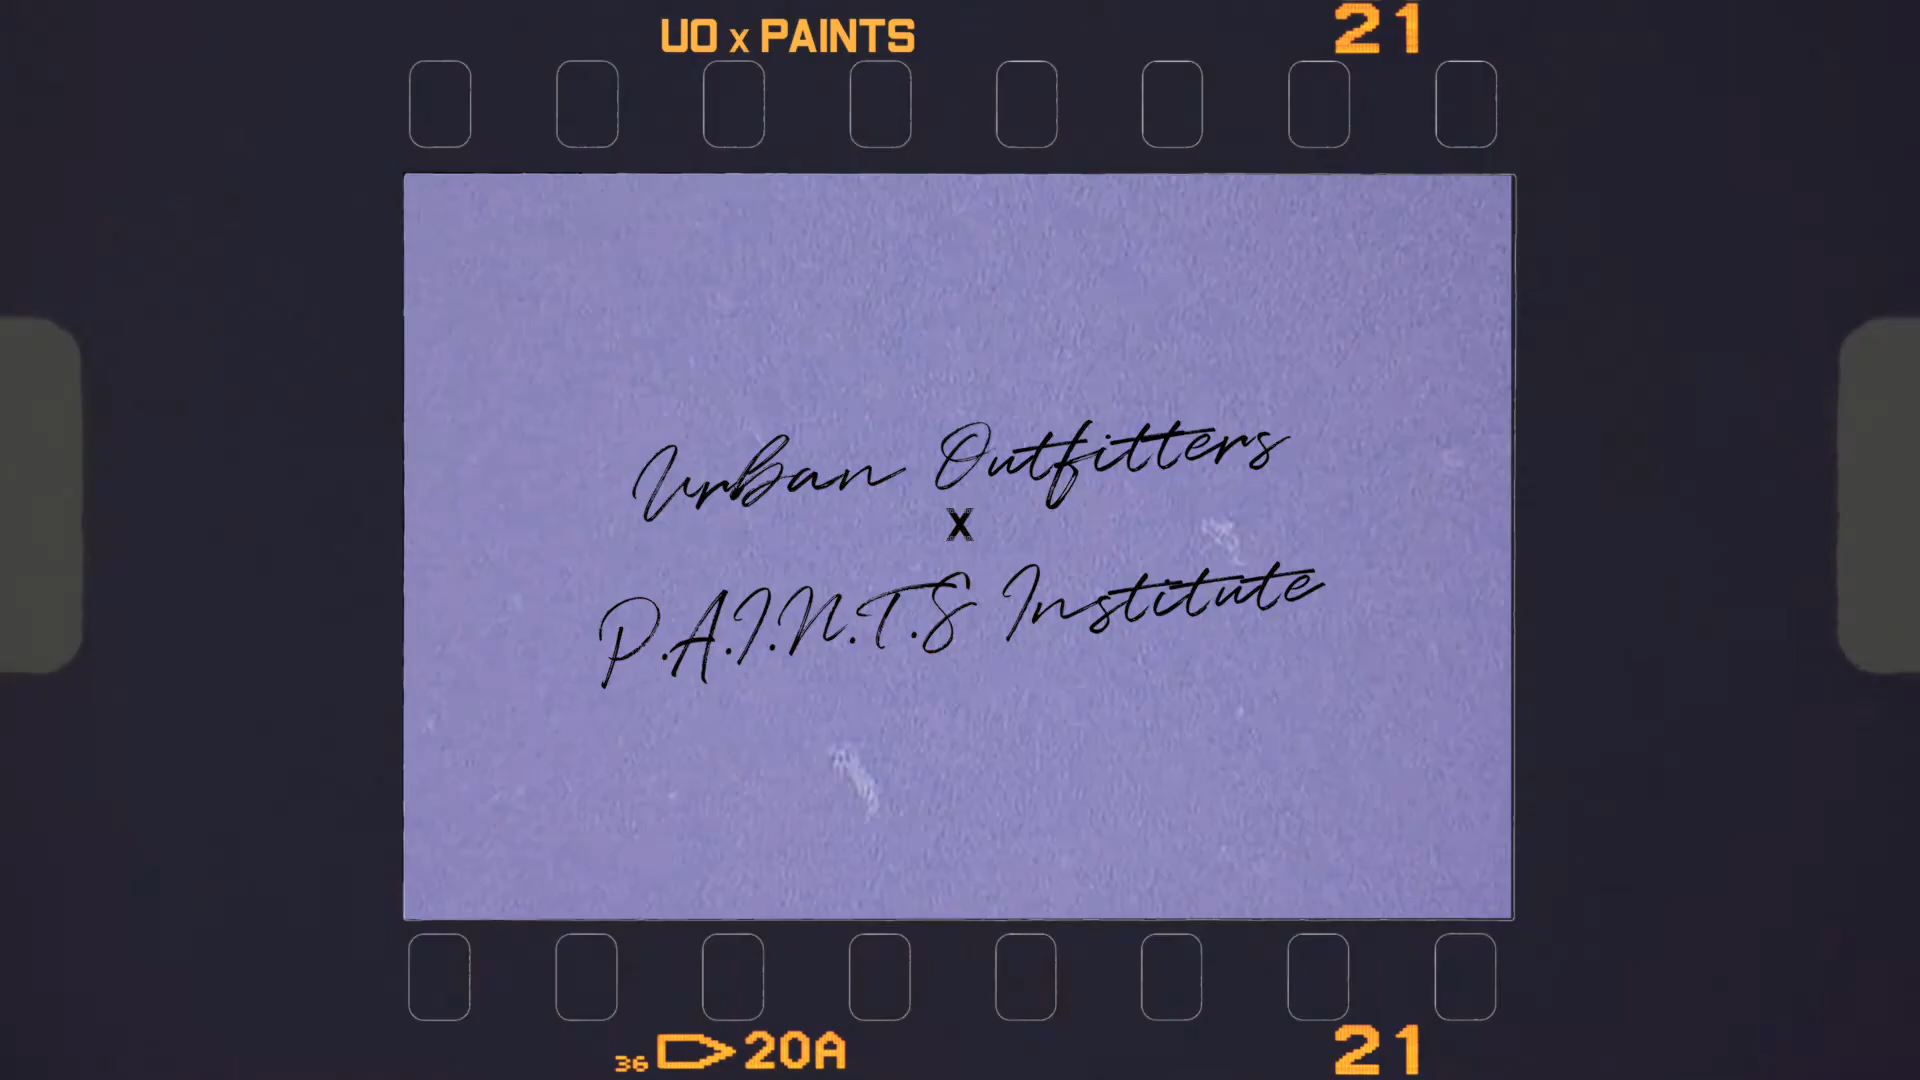 UO x PAINTS 21
Urban Outfitters
X
P.A.I.N.T.S Institute
36 20A 21